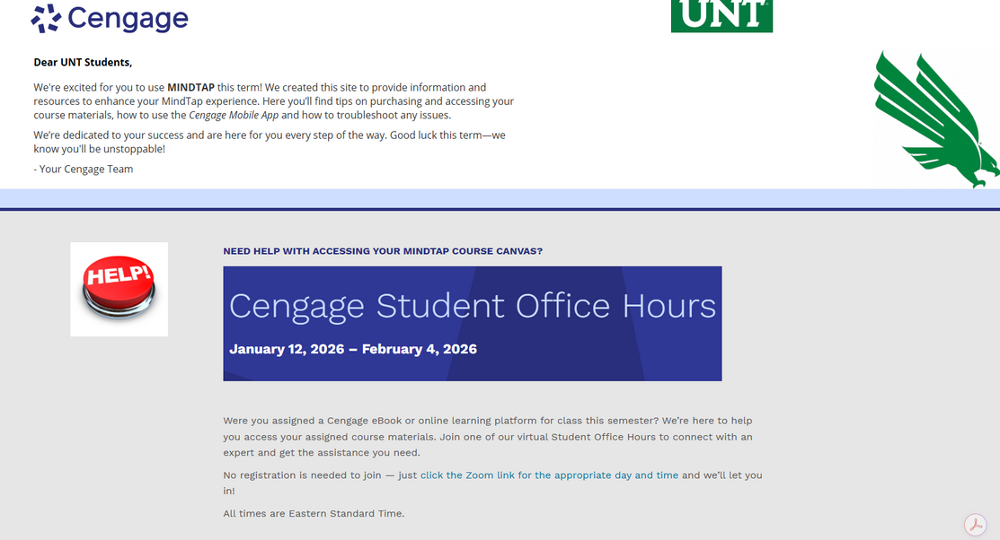 Cengage
UNT
Dear UNT Students,
We're excited for you to use MINDTAP this term! We created this site to provide information and
resources to enhance your MindTap experience. Here you'll find tips on purchasing and accessing your
course materials, how to use the Cengage Mobile App and how to troubleshoot any issues.
We're dedicated to your success and are here for you every step of the way. Good luck this term—we
know you'll be unstoppable!
- Your Cengage Team
HELP!
NEED HELP WITH ACCESSING YOUR MINDTAP COURSE CANVAS?
Cengage Student Office Hours
January 12, 2026 – February 4, 2026
Were you assigned a Cengage eBook or online learning platform for class this semester? We're here to help
you access your assigned course materials. Join one of our virtual Student Office Hours to connect with an
expert and get the assistance you need.
No registration is needed to join — just click the Zoom link for the appropriate day and time and we'll let you
in!
All times are Eastern Standard Time.